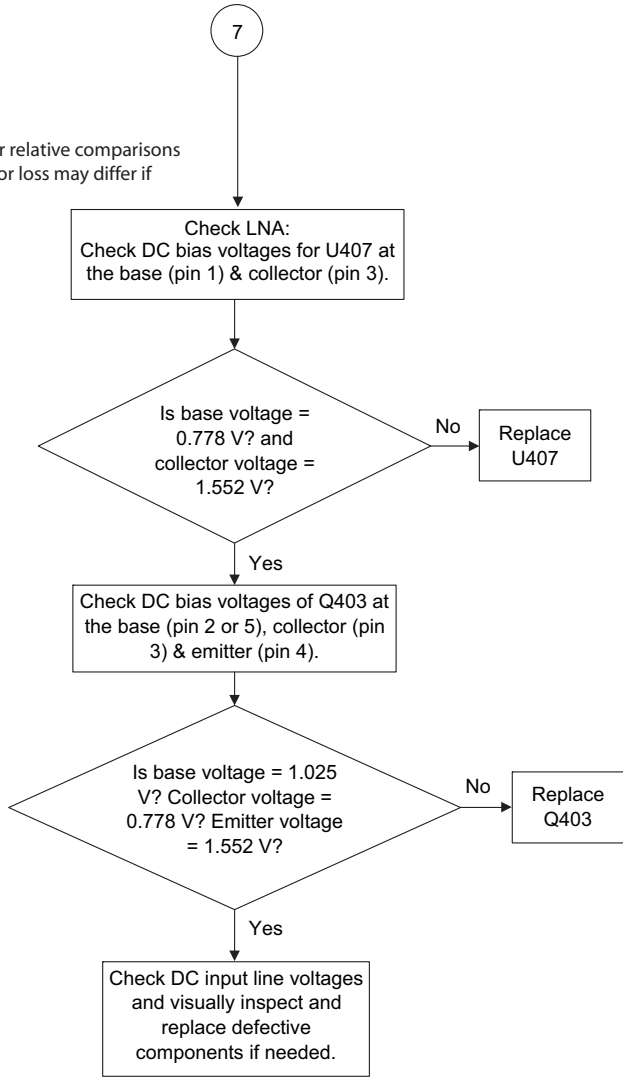 7
r relative comparisons
or loss may differ if
Check LNA:
Check DC bias voltages for U407 at
the base (pin 1) & collector (pin 3).
Is base voltage =
0.778 V? and
collector voltage =
1.552 V?
No
Replace
U407
Yes
Check DC bias voltages of Q403 at
the base (pin 2 or 5), collector (pin
3) & emitter (pin 4).
Is base voltage = 1.025
V? Collector voltage =
0.778 V? Emitter voltage
= 1.552 V?
No
Replace
Q403
Yes
Check DC input line voltages
and visually inspect and
replace defective
components if needed.